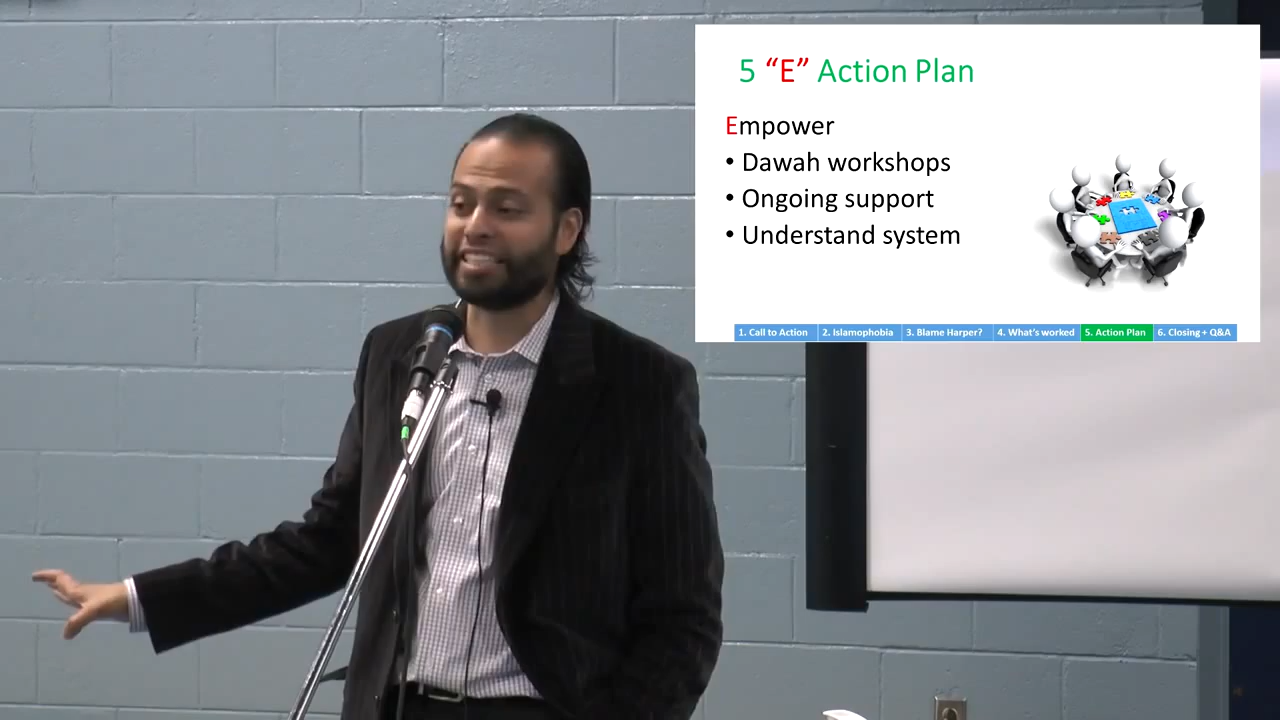 5 “E” Action Plan
Empower
• Dawah workshops
• Ongoing support
• Understand system
1. Call to Action 2. Islamophobia 3. Blame Harper? 4. What's worked 5. Action Plan 6. Closing + Q&A